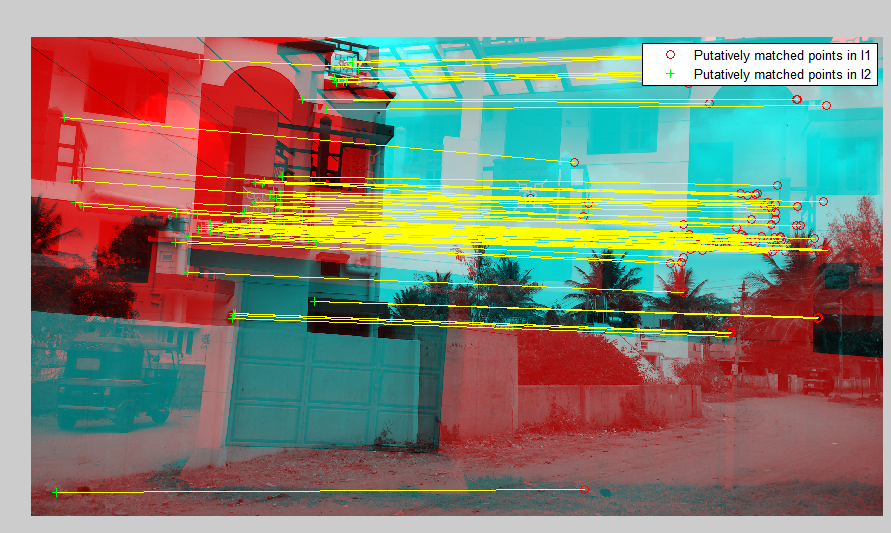 Putatively matched points in I1
Putatively matched points in I2